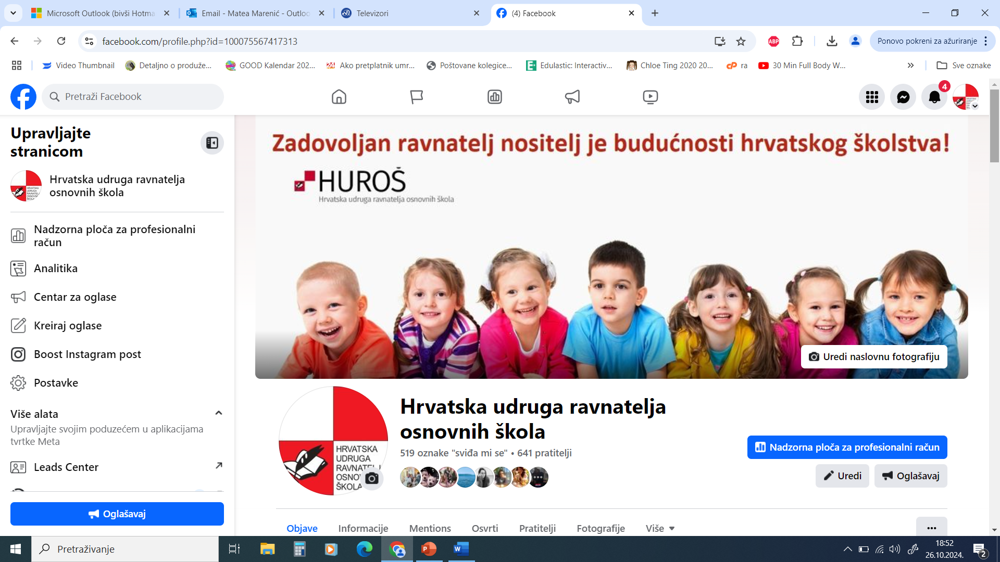 Microsoft Outlook (bivši Hotma
Email - Matea Marenić - Outloo
Televizori
(4) Facebook
facebook.com/profile.php?id=100075567417313
ABP
Ponovo pokreni za ažuriranje
Video Thumbnail
Detaljno o produže...
GOOD Kalendar 202...
Ako pretplatnik umr...
Poštovane kolegice...
Edulastic: Interactiv...
Chloe Ting 2020 20...
ra
30 Min Full Body W...
Sve oznake
Pretraži Facebook
4
Upravljajte
stranicom
Hrvatska udruga ravnatelja
osnovnih škola
Nadzorna ploča za profesionalni
račun
Analitika
Centar za oglase
Kreiraj oglase
Boost Instagram post
Postavke
Više alata
Upravljajte svojim poduzećem u aplikacijama
tvrtke Meta
Leads Center
Oglašavaj
Zadovoljan ravnatelj nositelj je budućnosti hrvatskog školstva!
HUROŠ
Hrvatska udruga ravnatelja osnovnih škola
Uredi naslovnu fotografiju
HRVATSKA
UDRUGA
RAVNATELJ
OSNOV
ŠKOLA
Hrvatska udruga ravnatelja
osnovnih škola
519 oznake "sviđa mi se" • 641 pratitelji
Nadzorna ploča za profesionalni račun
Uredi
Oglašavaj
Objave
Informacije
Mentions
Osvrti
Pratitelji
Fotografije
Više
Pretraživanje
18:52
26.10.2024.
2